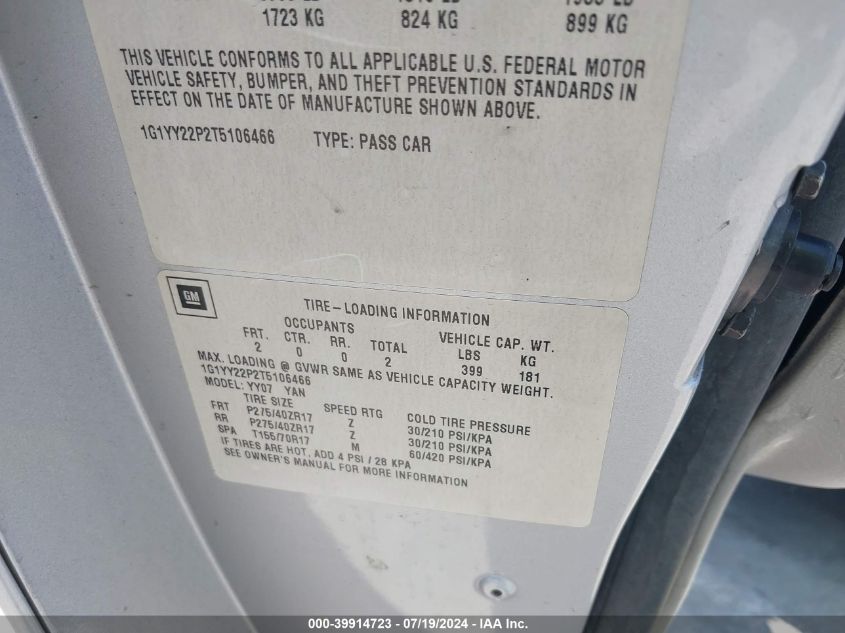 1723 KG 824 KG 899 KG
THIS VEHICLE CONFORMS TO ALL APPLICABLE U.S. FEDERAL MOTOR
VEHICLE SAFETY, BUMPER, AND THEFT PREVENTION STANDARDS IN
EFFECT ON THE DATE OF MANUFACTURE SHOWN ABOVE.
1G1YY22P2T5106466 TYPE: PASS CAR
GM
TIRE-LOADING INFORMATION
OCCUPANTS VEHICLE CAP. WT.
FRT. CTR. RR. TOTAL LBS KG
2 0 0 2 399 181
MAX. LOADING @ GVWR SAME AS VEHICLE CAPACITY WEIGHT.
1G1YY22P2T5106466
MODEL: YY07 YAN
TIRE SIZE SPEED RTG COLD TIRE PRESSURE
FRT P275/40ZR17 Z 30/210 PSI/KPA
RR P275/40ZR17 Z 30/210 PSI/KPA
SPA T155/70R17 M 60/420 PSI/KPA
IF TIRES ARE HOT, ADD 4 PSI / 28 KPA
SEE OWNER'S MANUAL FOR MORE INFORMATION
000-39914723 - 07/19/2024 - IAA Inc.